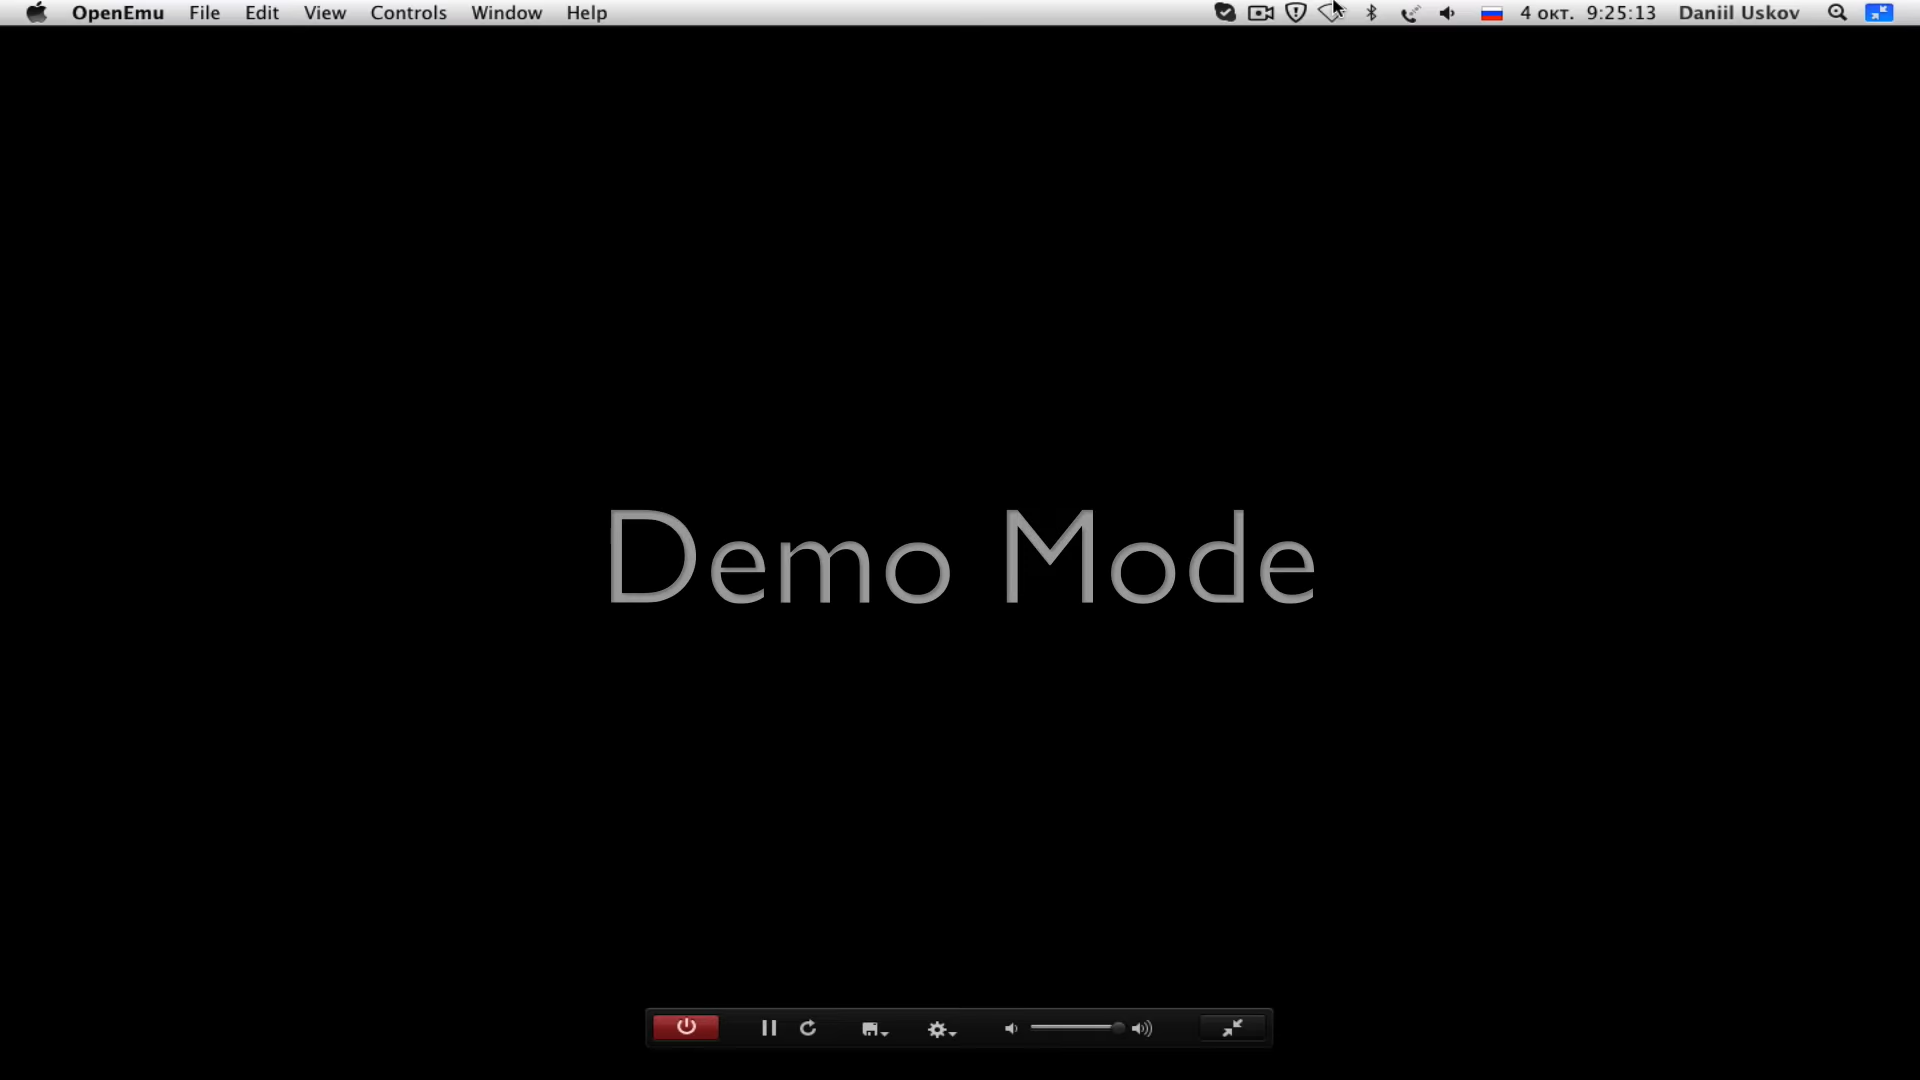 OpenEmu File Edit View Controls Window Help 4 окт. 9:25:13 Daniil Uskov
Demo Mode